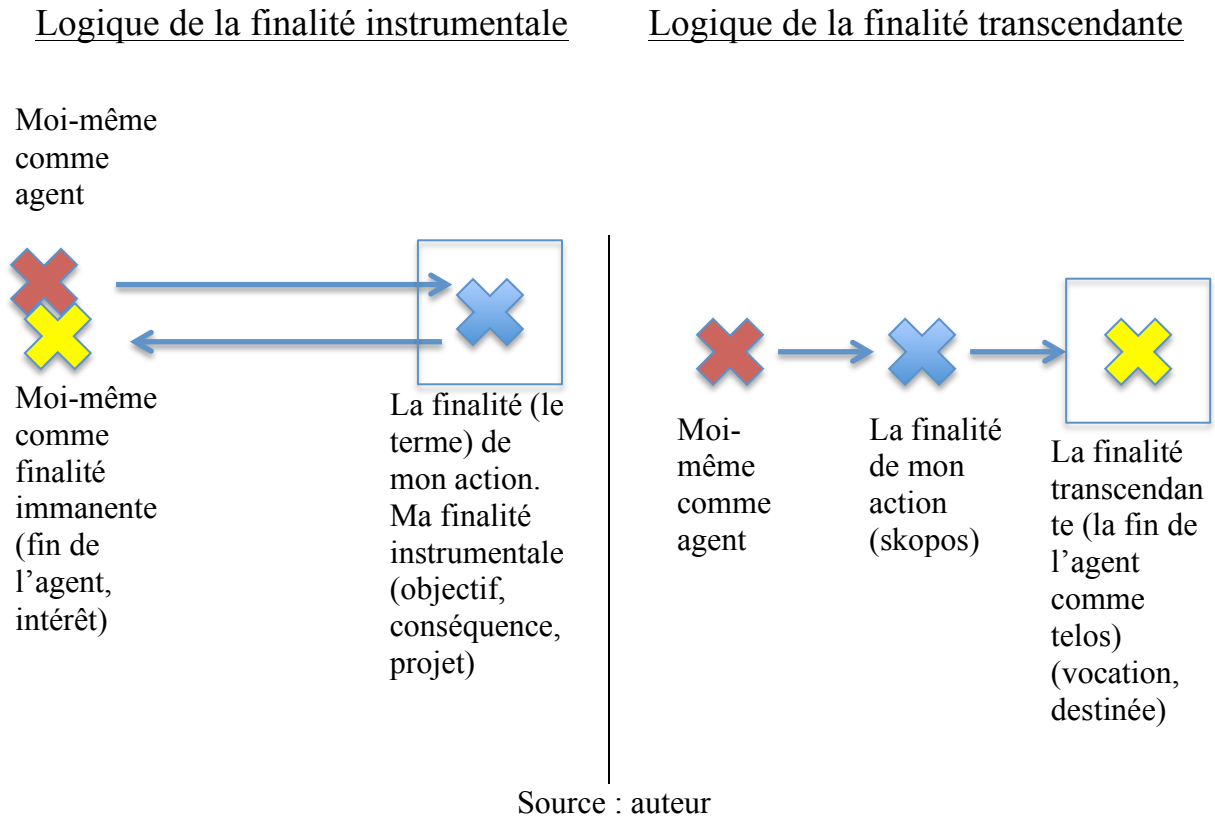 Logique de la finalité instrumentale
Logique de la finalité transcendante
Moi-même
comme
agent
Moi-même
comme
finalité
immanente
(fin de
l’agent,
intérêt)
La finalité (le
terme) de
mon action.
Ma finalité
instrumentale
(objectif,
conséquence,
projet)
Moi-
même
comme
agent
La finalité
de mon
action
(skopos)
La finalité
transcendan
te (la fin de
l’agent
comme
telos)
(vocation,
destinée)
Source : auteur